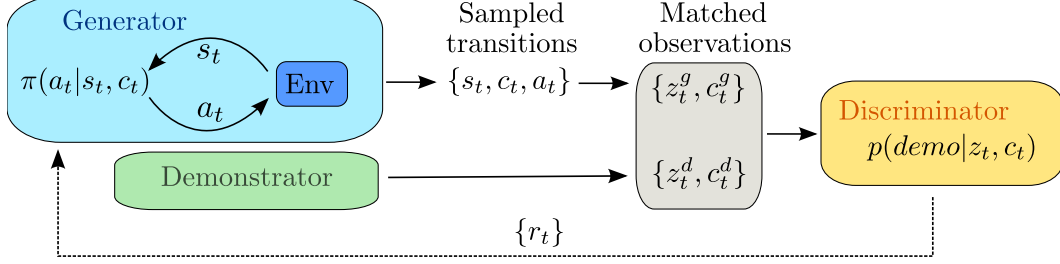 Generator
s_t
π(a_t|s_t, c_t)
Env
a_t
Sampled
transitions
{s_t, c_t, a_t}
Matched
observations
{z_t^g, c_t^g}
{z_t^d, c_t^d}
Discriminator
p(demo|z_t, c_t)
Demonstrator
{r_t}